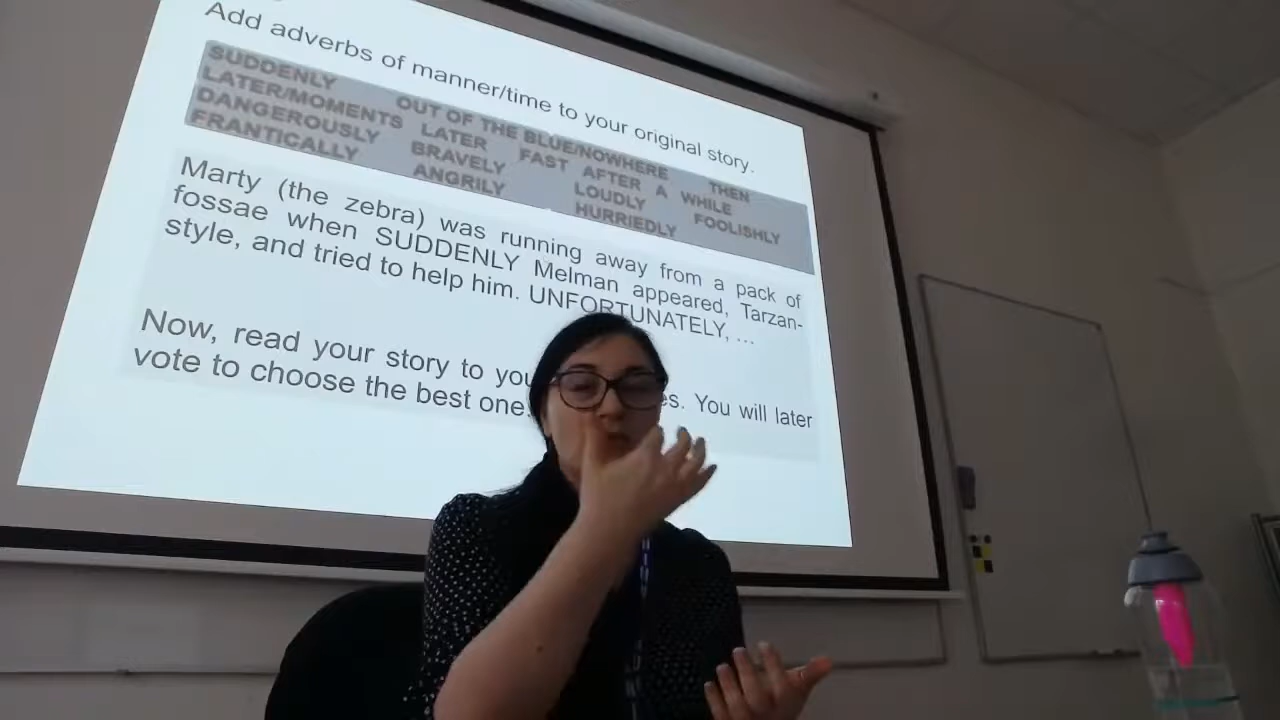 Add adverbs of manner/time to your original story.
SUDDENLY OUT OF THE BLUE/NOWHERE THEN
LATER/MOMENTS LATER FAST AFTER A WHILE
DANGEROUSLY BRAVELY LOUDLY FOOLISHLY
FRANTICALLY ANGRILY HURRIEDLY
Marty (the zebra) was running away from a pack of
fossae when SUDDENLY Melman appeared, Tarzan-
style, and tried to help him. UNFORTUNATELY, ...
Now, read your story to
vote to choose the best one. You will later